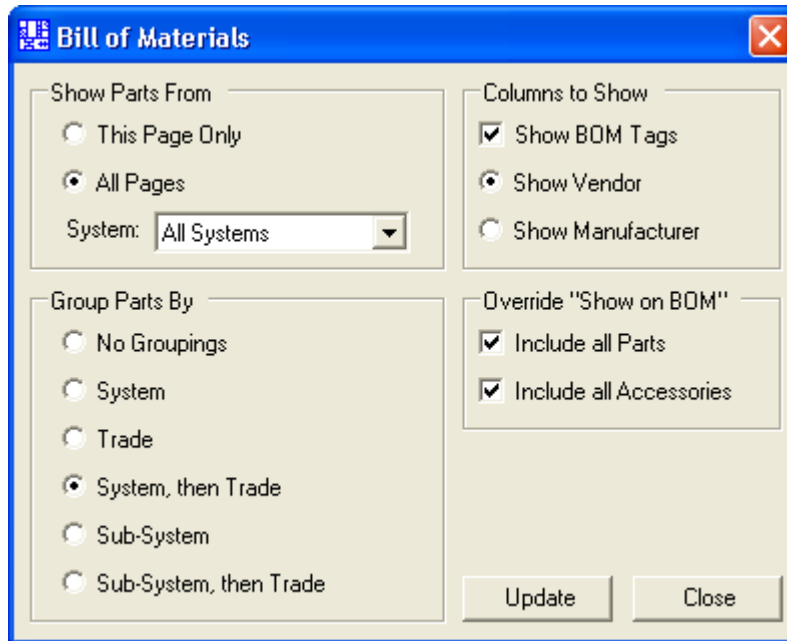 Bill of Materials
Show Parts From
This Page Only
All Pages
System: All Systems
Columns to Show
Show BOM Tags
Show Vendor
Show Manufacturer
Group Parts By
No Groupings
System
Trade
System, then Trade
Sub-System
Sub-System, then Trade
Override "Show on BOM"
Include all Parts
Include all Accessories
Update Close